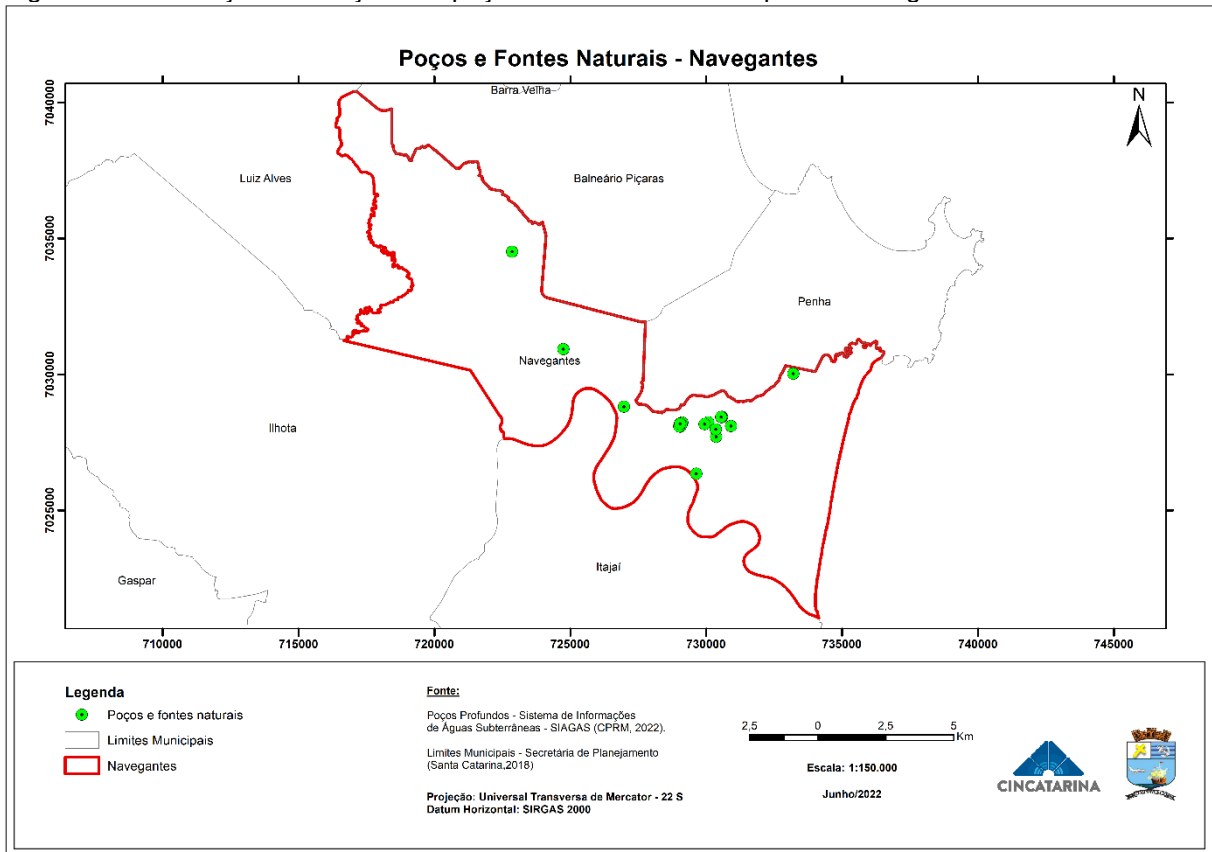 Poços e Fontes Naturais - Navegantes
7040000
7035000
7030000
7025000
Barra Velha
N
Luiz Alves
Balneário Piçaras
Penha
Navegantes
Ilhota
Itajaí
Gaspar
710000 715000 720000 725000 730000 735000 740000 745000
Legenda
Poços e fontes naturais
Limites Municipais
Navegantes
Fonte:
Poços Profundos - Sistema de Informações
de Águas Subterrâneas - SIAGAS (CPRM, 2022).
Limites Municipais - Secretária de Planejamento
(Santa Catarina,2018)
Projeção: Universal Transversa de Mercator - 22 S
Datum Horizontal: SIRGAS 2000
2,5 0 2,5 5
Km
Escala: 1:150.000
Junho/2022
CINCATARINA